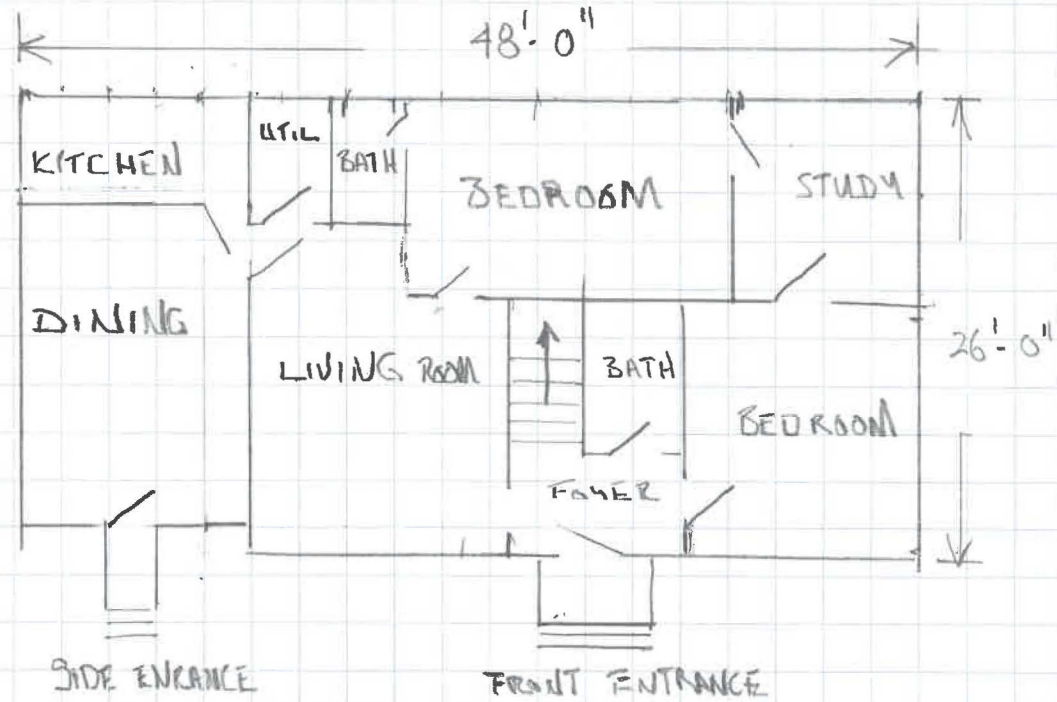 48'-0"
KITCHEN
UTIL
BATH
BEDROOM
STUDY
DINING
LIVING ROOM
BATH
BEDROOM
26'-0"
FOYER
SIDE ENRANCE
FRONT ENTRANCE